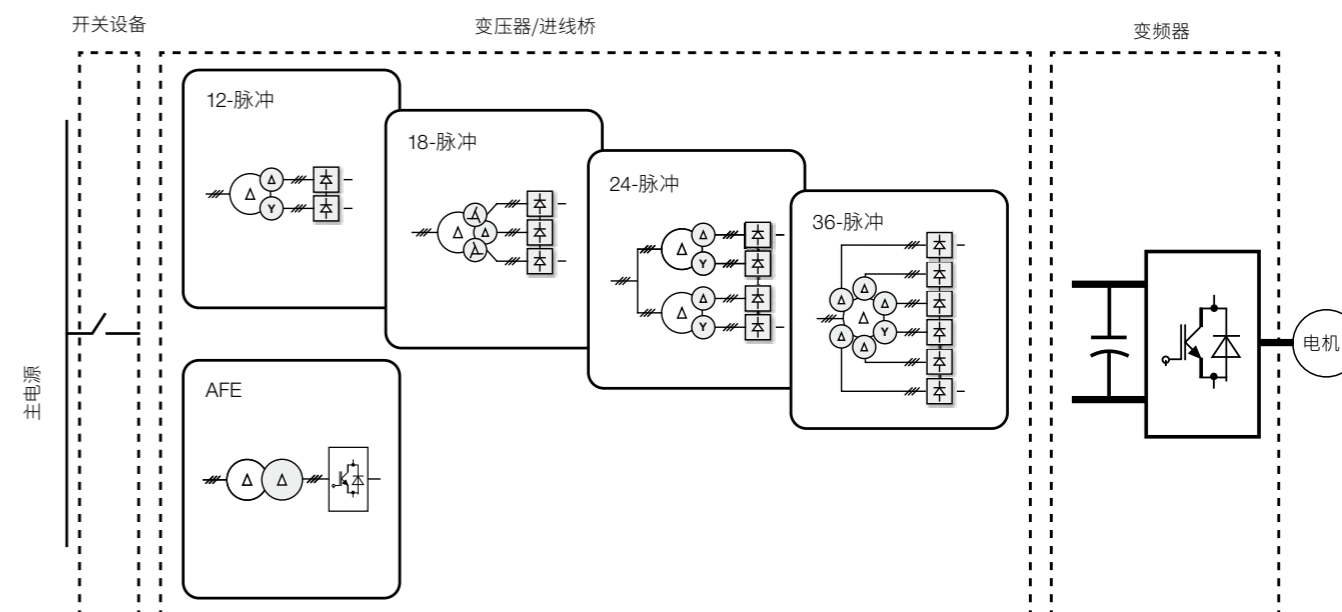 开关设备
变压器/进线桥
变频器
12-脉冲
18-脉冲
24-脉冲
36-脉冲
主电源
AFE
电机
Δ
Δ
Y
Δ
Δ
Δ
Δ
Y
Δ
Δ
Y
Δ
Δ
Δ
Δ
Y
Δ
Δ
Δ
Δ